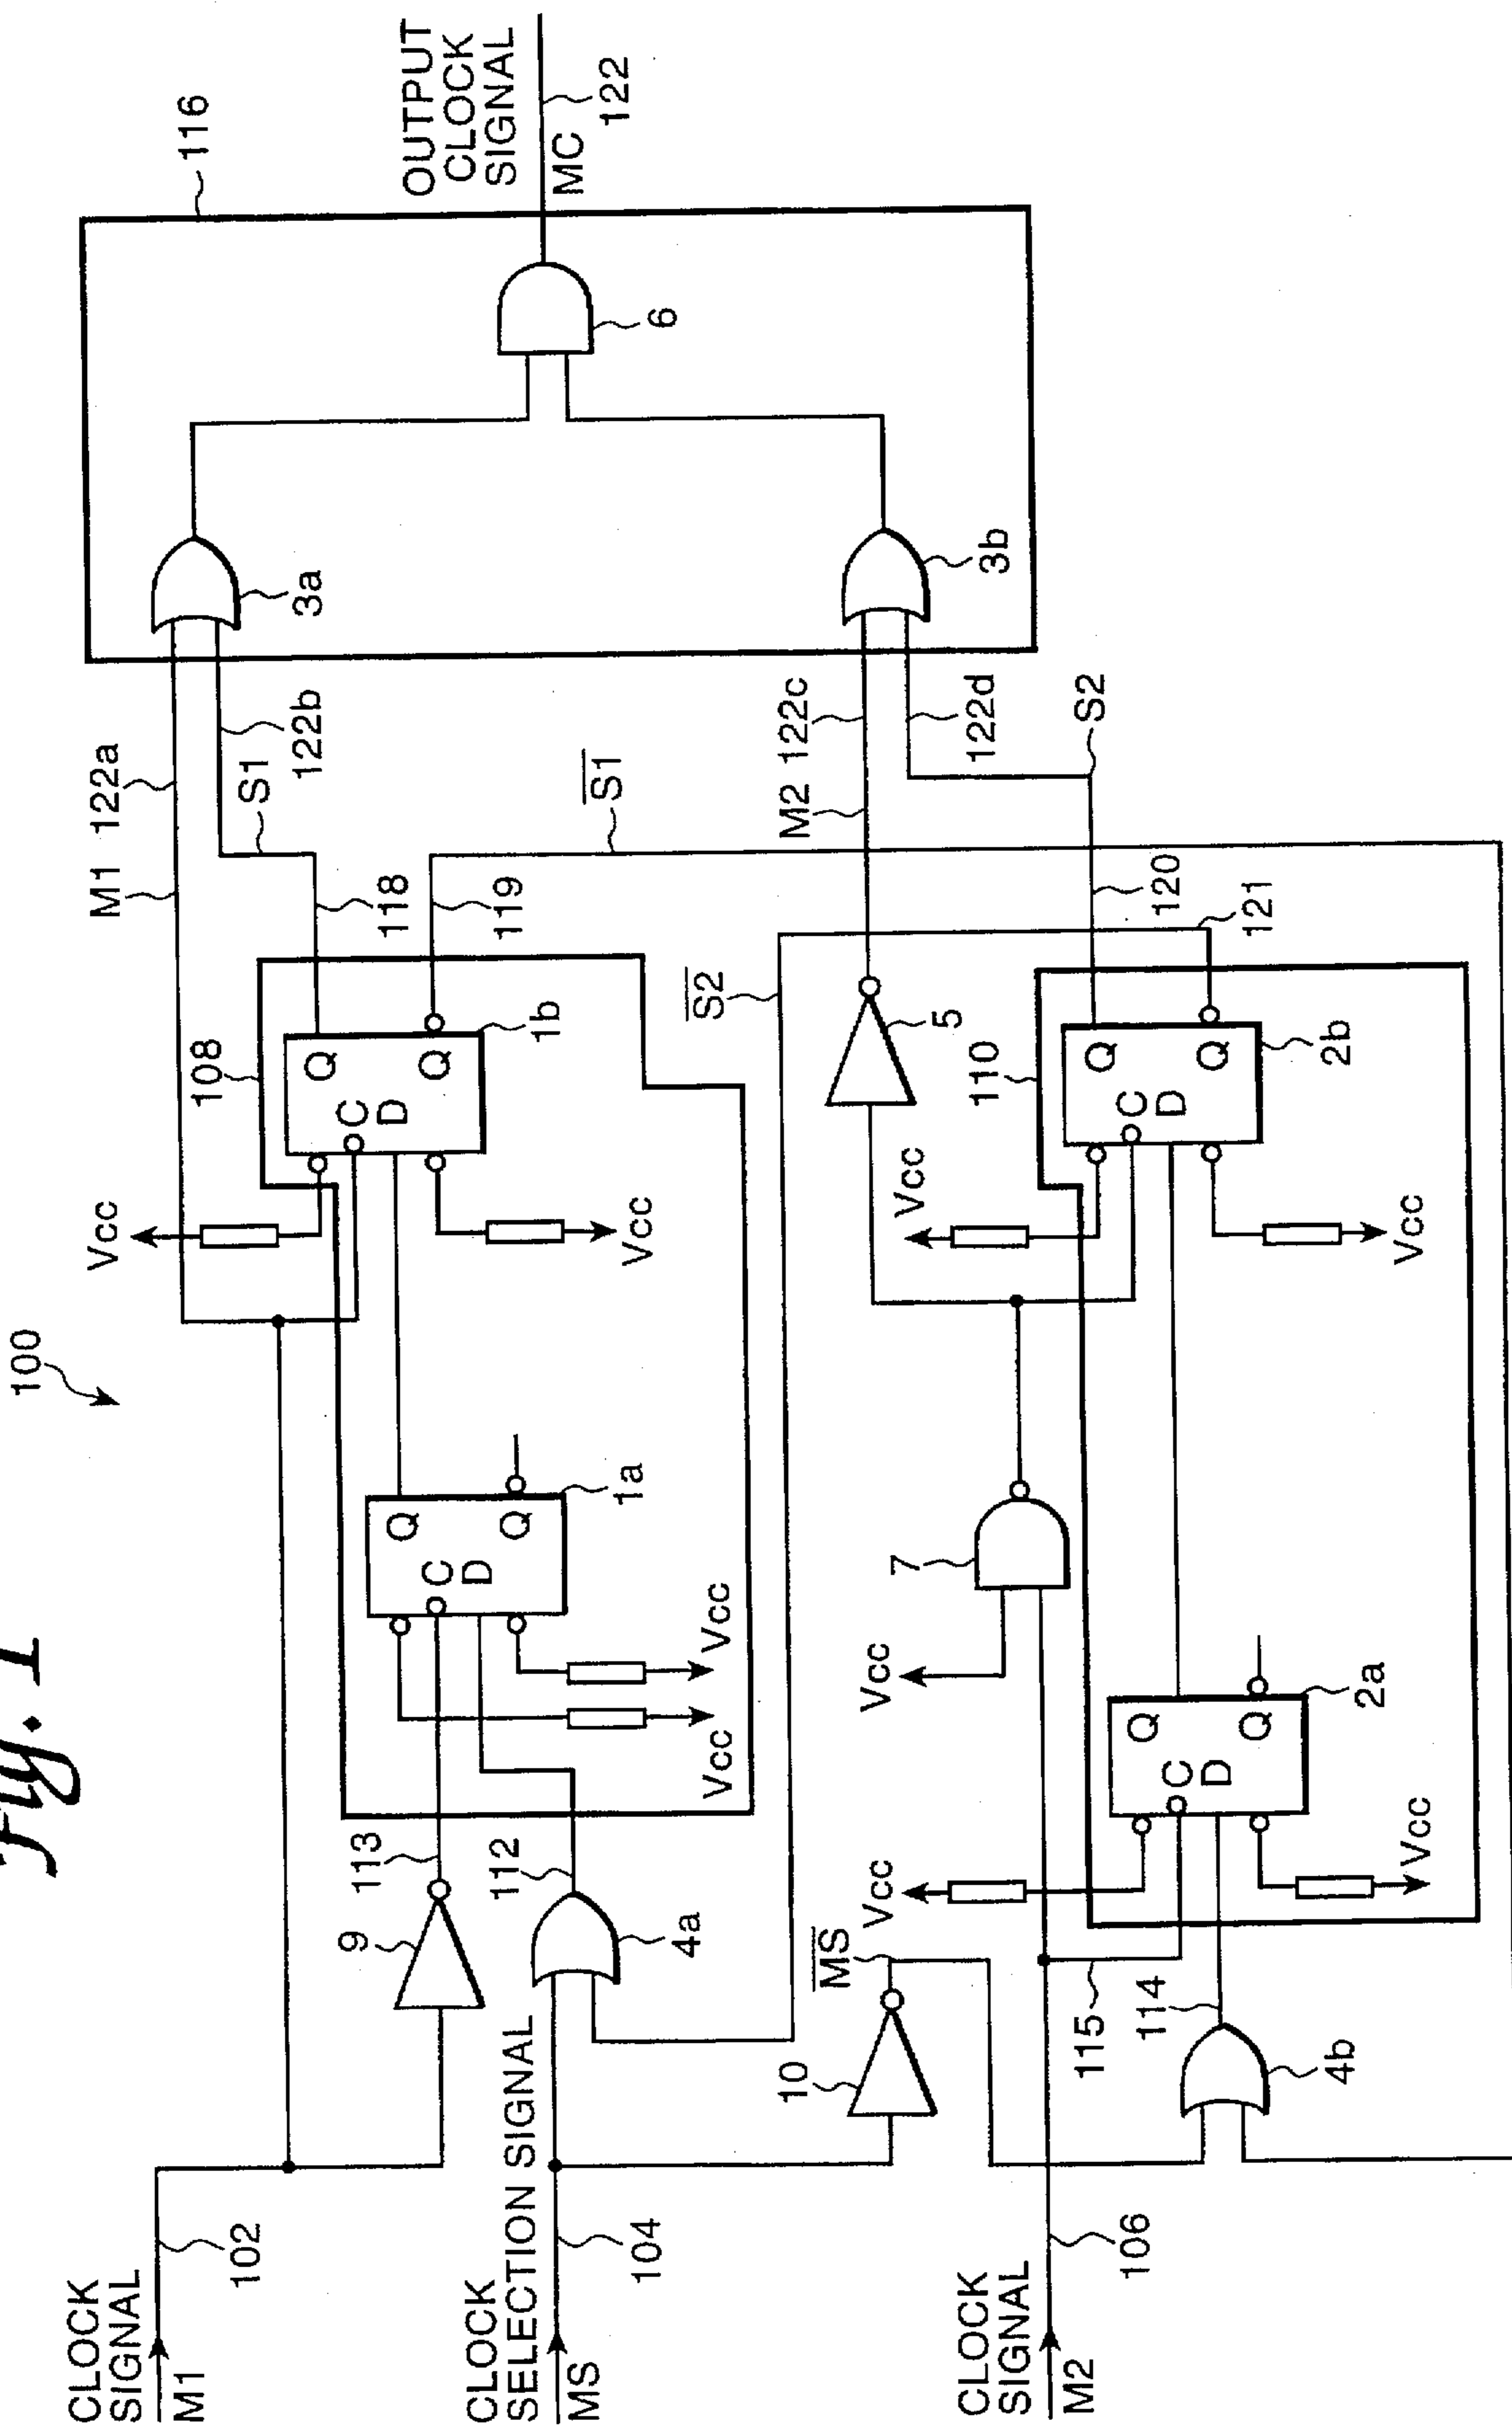 Fig. 1
100
CLOCK
SIGNAL
M1
102
CLOCK
SELECTION SIGNAL
MS
104
CLOCK
SIGNAL
M2
106
9
113
112
4a
10
M̅S̅
115
114
4b
Vcc
Vcc
C
D
Q
Q
1a
Vcc
Vcc
C
D
Q
Q
2a
Vcc
7
Vcc
Vcc
108
C
D
Q
Q
1b
Vcc
Vcc
110
C
D
Q
Q
2b
5
S̅2̅
M1
122a
118
S1
122b
119
S̅1̅
M2
122c
122d
120
121
S2
3a
3b
6
116
MC
122
OUTPUT
CLOCK
SIGNAL